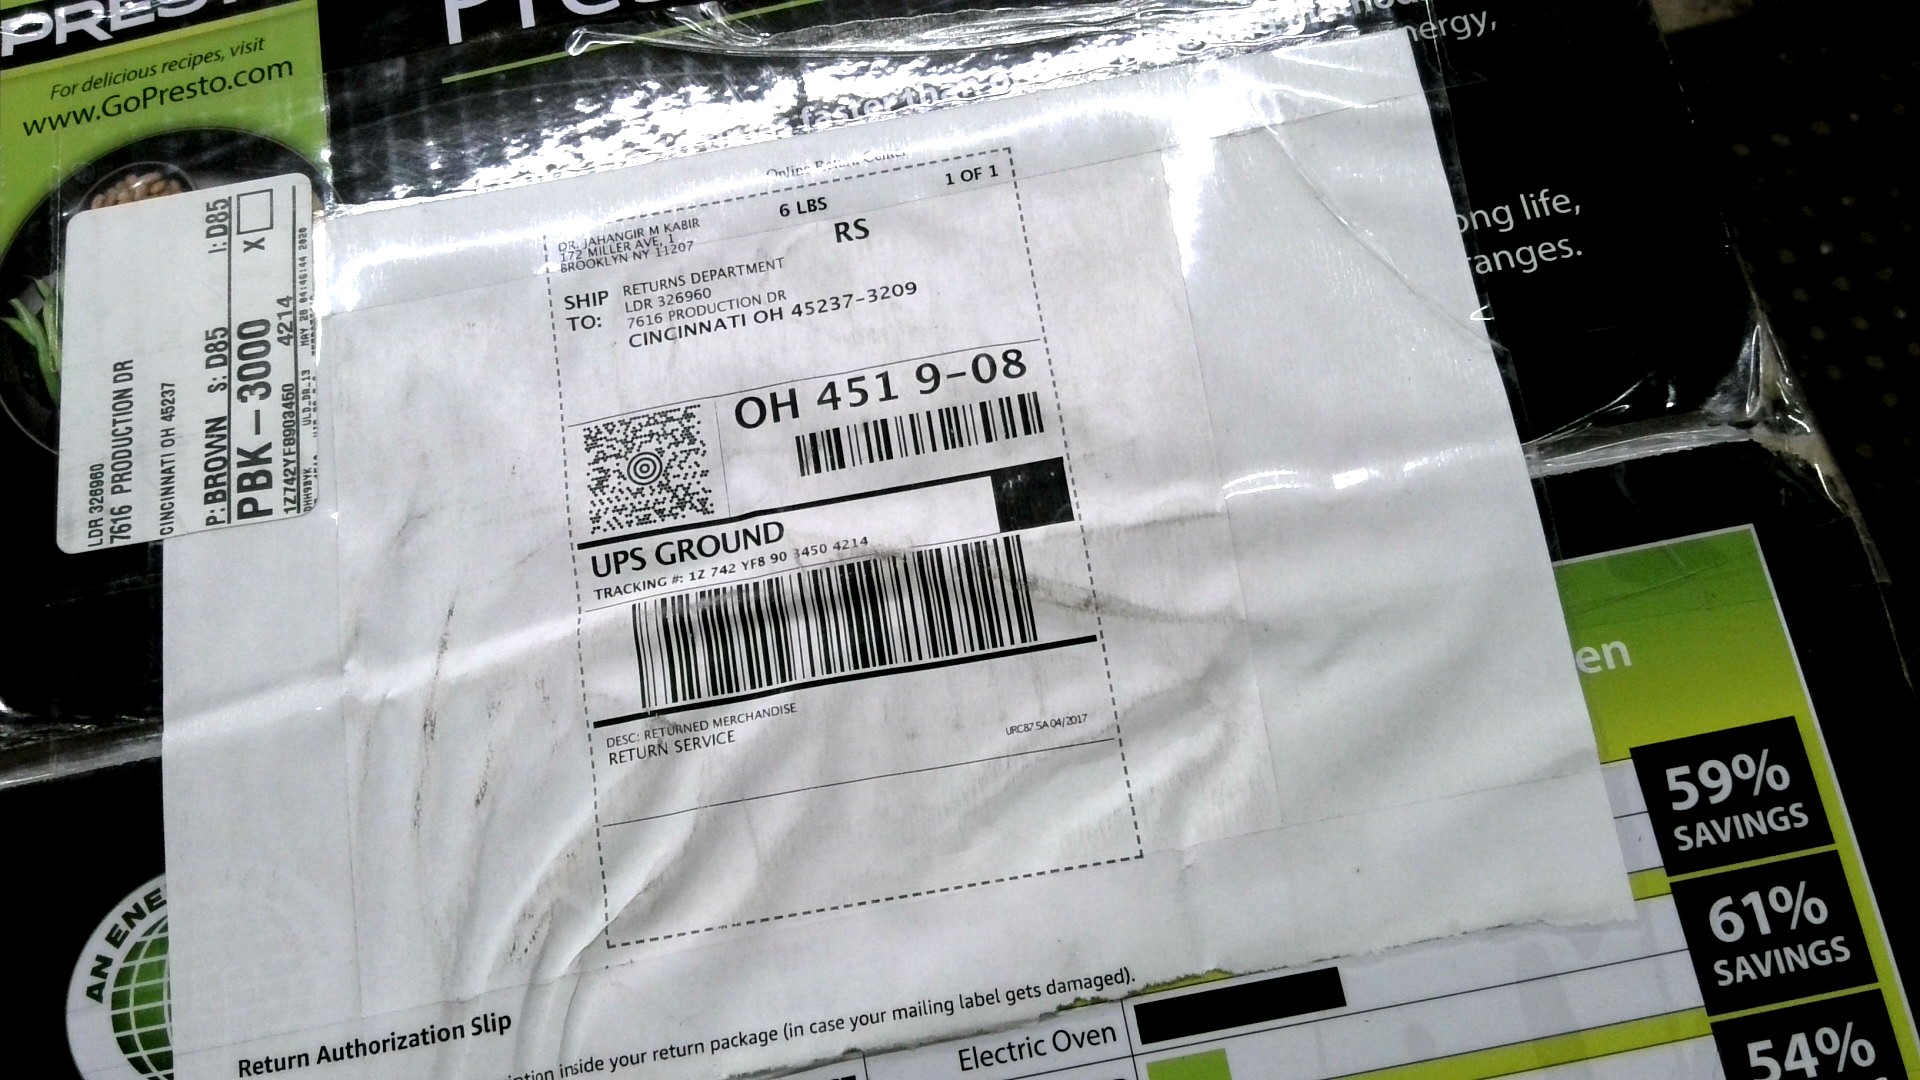 For delicious recipes, visit
www.GoPresto.com
nergy,
faster than
ong life,
ranges.
1 OF 1
6 LBS
RS
DR. JAHANGIR M KABIR
172 MILLER AVE, 1
BROOKLYN NY 11207
SHIP TO:
RETURNS DEPARTMENT
LDR 326960
7616 PRODUCTION DR
CINCINNATI OH 45237-3209
OH 451 9-08
UPS GROUND
TRACKING #: 1Z 742 YF8 90 3450 4214
DESC: RETURNED MERCHANDISE
RETURN SERVICE
URC87.5A 04/2017
LDR 326960
7616 PRODUCTION DR
CINCINNATI OH 45237
P: BROWN S: D85 I: D85
PBK - 3000 X
1Z742YF8903450 4214
Return Authorization Slip
inside your return package (in case your mailing label gets damaged).
Electric Oven
en
59%
SAVINGS
61%
SAVINGS
54%
AN ENE